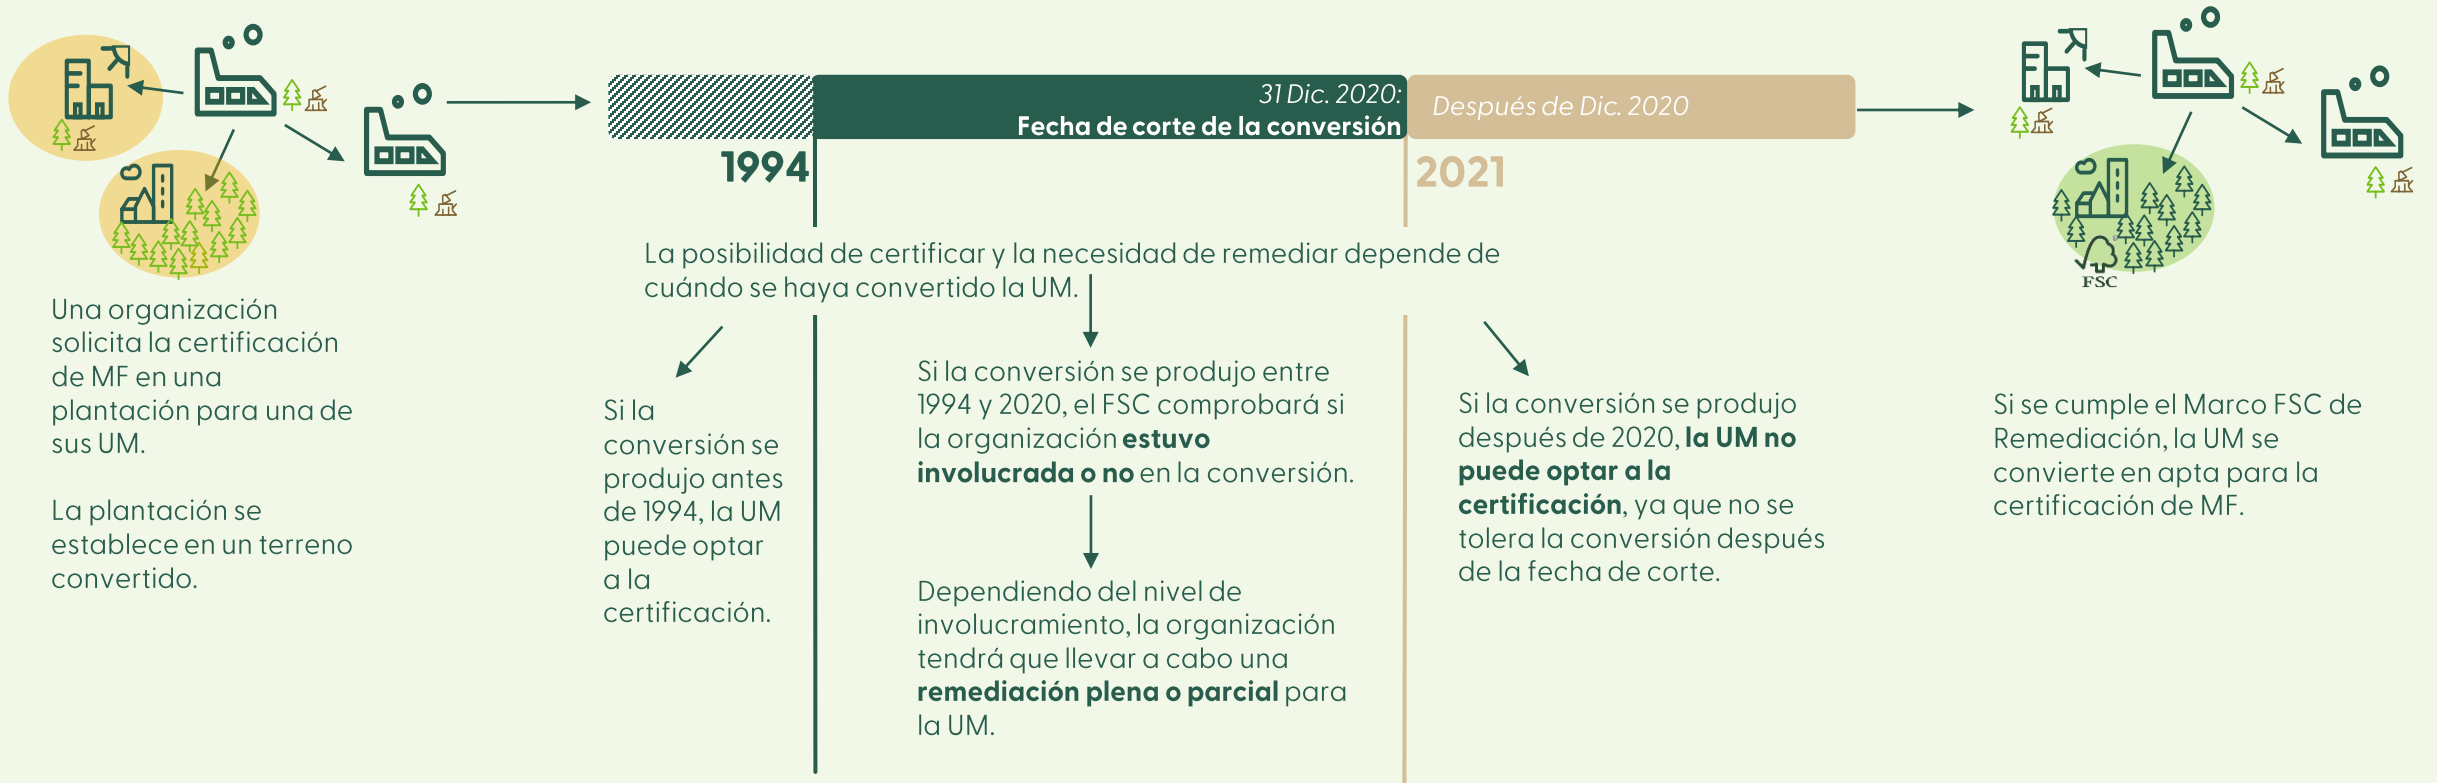 31 Dic. 2020:
Fecha de corte de la conversión
Después de Dic. 2020
1994
2021
La posibilidad de certificar y la necesidad de remediar depende de
cuándo se haya convertido la UM.
Una organización
solicita la certificación
de MF en una
plantación para una de
sus UM.
La plantación se
establece en un terreno
convertido.
Si la
conversión se
produjo antes
de 1994, la UM
puede optar
a la
certificación.
Si la conversión se produjo entre
1994 y 2020, el FSC comprobará si
la organización estuvo
involucrada o no en la conversión.
Dependiendo del nivel de
involucramiento, la organización
tendrá que llevar a cabo una
remediación plena o parcial para
la UM.
Si la conversión se produjo
después de 2020, la UM no
puede optar a la
certificación, ya que no se
tolera la conversión después
de la fecha de corte.
FSC
Si se cumple el Marco FSC de
Remediación, la UM se
convierte en apta para la
certificación de MF.